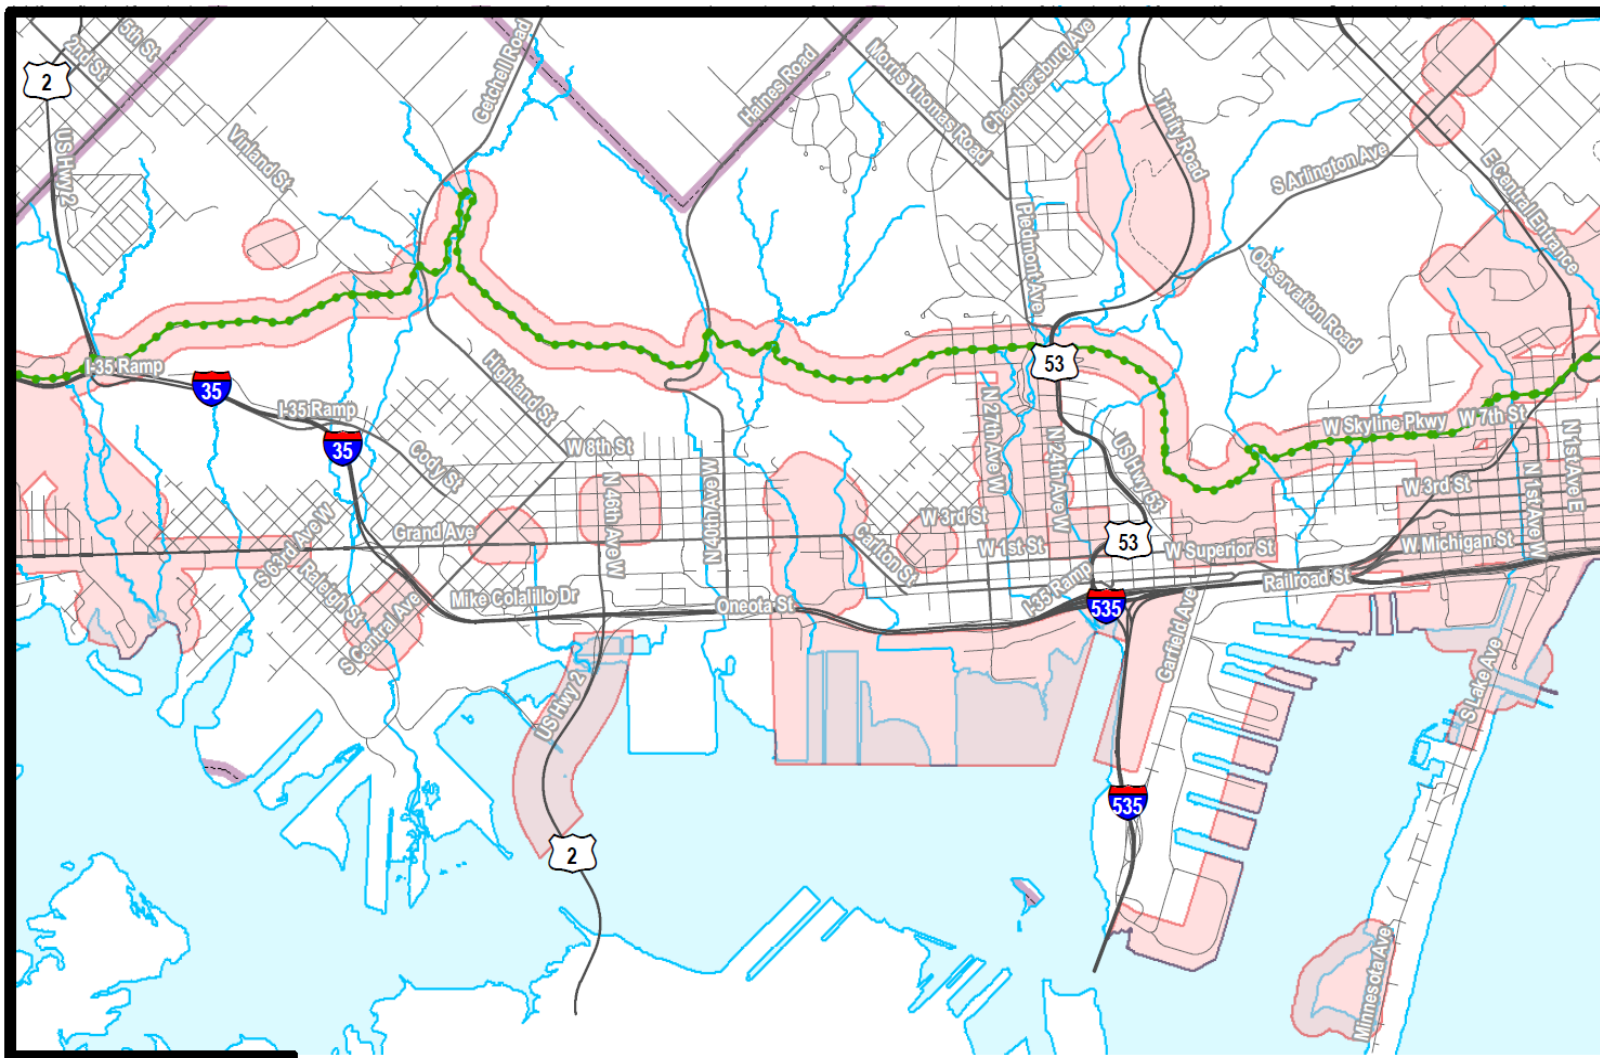 2nd St
5th St
2
US Hwy 2
Vinland St
Getchell Road
Haines Road
Morris Thomas Road
Chambersburg Ave
Trinity Road
S Arlington Ave
E Central Entrance
Piedmont Ave
Observation Road
53
I-35 Ramp
35
I-35 Ramp
35
Cody St
Highland St
W 8th St
N 46th Ave W
N 40th Ave W
N 27th Ave W
N 24th Ave W
US Hwy 53
W Skyline Pkwy
W 7th St
N 1st Ave W
N 1st Ave E
W 3rd St
W 3rd St
Grand Ave
S 63rd Ave W
Raleigh St
S Central Ave
Mike Colalillo Dr
Oneota St
Carlton St
W 1st St
53
W Superior St
W Michigan St
Railroad St
I-35 Ramp
535
Garfield Ave
US Hwy 2
S Lake Ave
535
2
Minnesota Ave